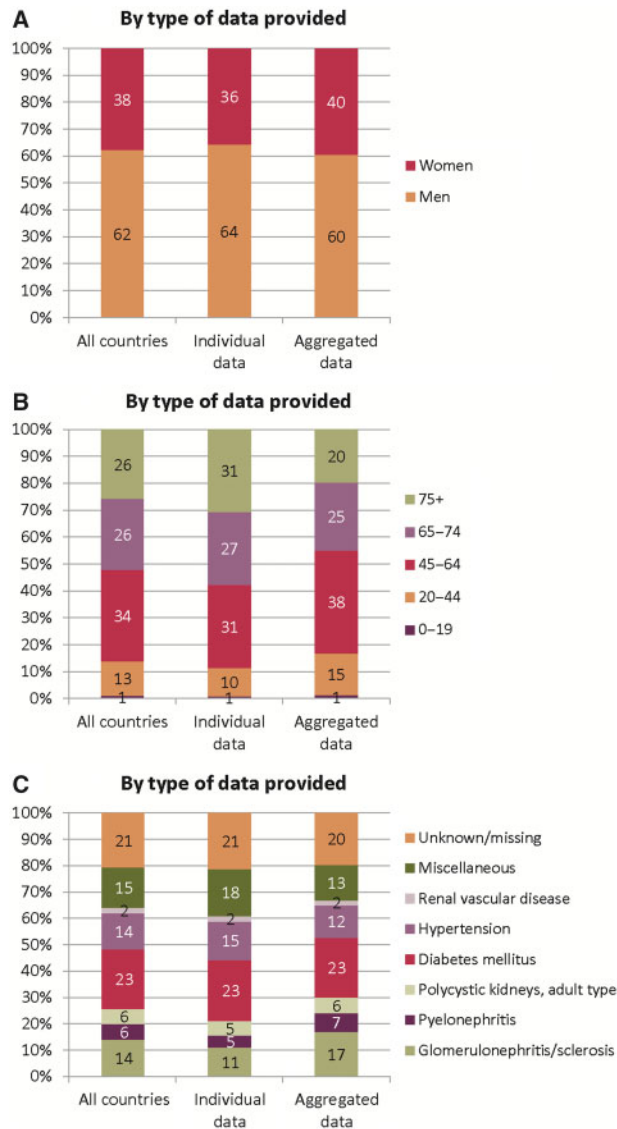 A By type of data provided
100%
90%
80%
70%
60%
50%
40%
30%
20%
10%
0%
38 36 40
62 64 60
Women
Men
All countries Individual data Aggregated data
B By type of data provided
100%
90%
80%
70%
60%
50%
40%
30%
20%
10%
0%
26 31 20
26 27 25
34 31 38
13 10 15
1 1 1
75+
65–74
45–64
20–44
0–19
All countries Individual data Aggregated data
C By type of data provided
100%
90%
80%
70%
60%
50%
40%
30%
20%
10%
0%
21 21 20
15 18 13
2 2 2
14 15 12
23 23 23
6 5 6
6 5 7
14 11 17
Unknown/missing
Miscellaneous
Renal vascular disease
Hypertension
Diabetes mellitus
Polycystic kidneys, adult type
Pyelonephritis
Glomerulonephritis/sclerosis
All countries Individual data Aggregated data